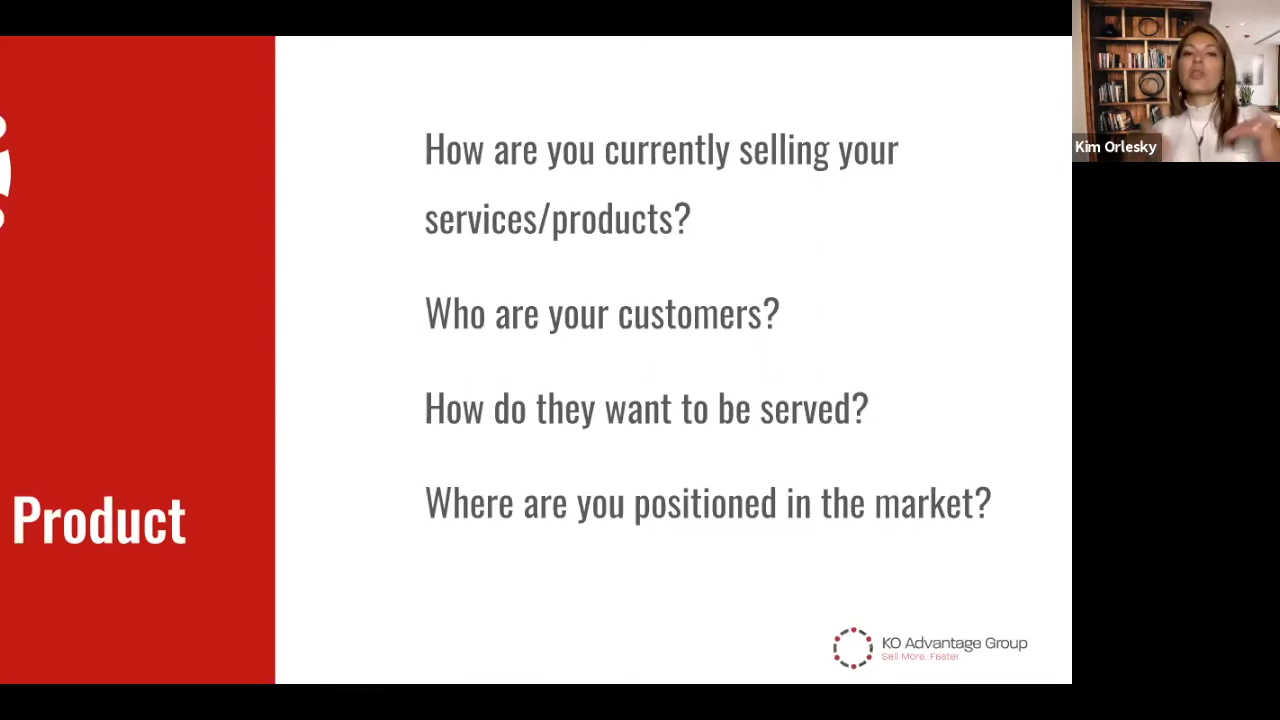 Kim Orlesky
How are you currently selling your
services/products?
Who are your customers?
How do they want to be served?
Where are you positioned in the market?
Product
KO Advantage Group
Sell More. Faster.